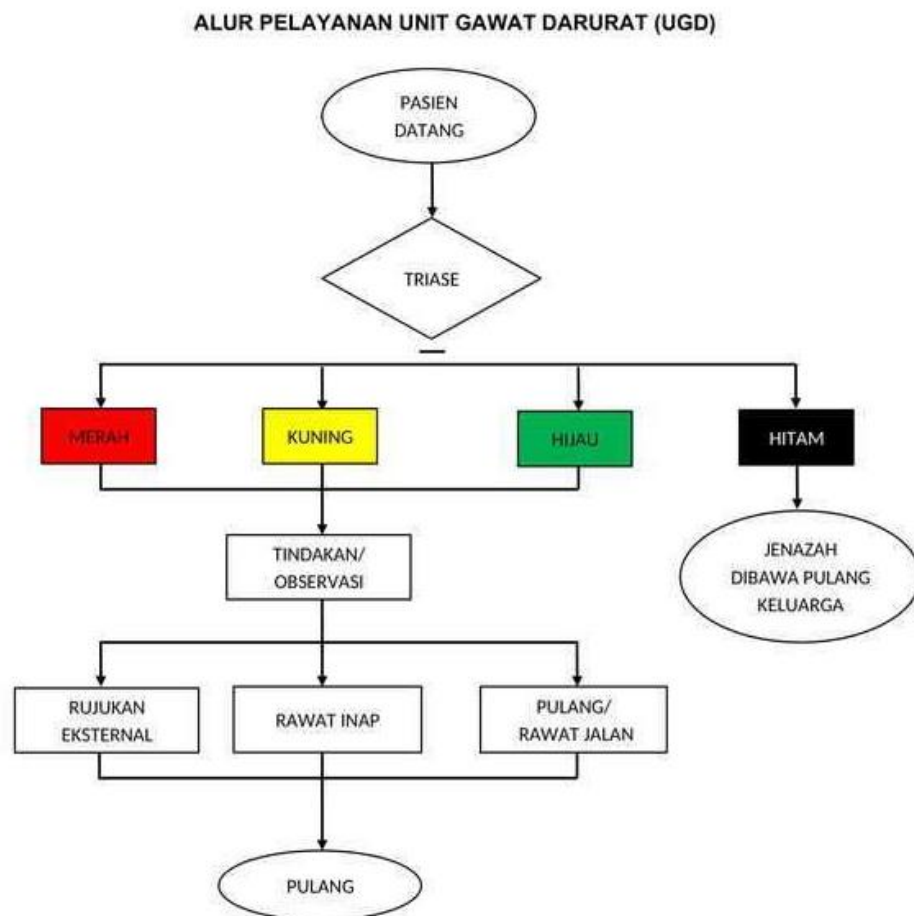 ALUR PELAYANAN UNIT GAWAT DARURAT (UGD)
PASIEN
DATANG
TRIASE
MERAH
KUNING
HIJAU
HITAM
TINDAKAN/
OBSERVASI
JENAZAH
DIBAWA PULANG
KELUARGA
RUJUKAN
EKSTERNAL
RAWAT INAP
PULANG/
RAWAT JALAN
PULANG